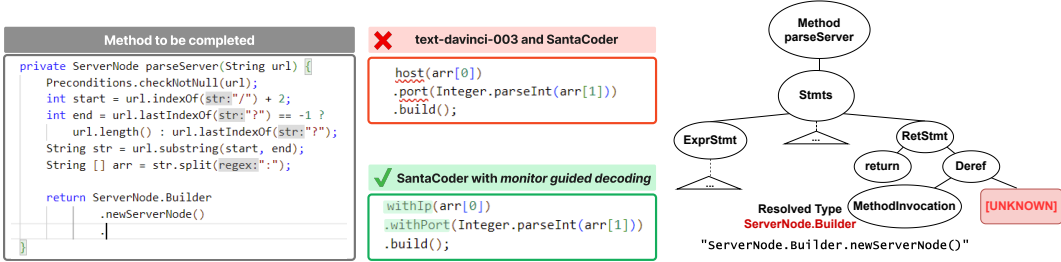 Method to be completed
private ServerNode parseServer(String url) {
Preconditions.checkNotNull(url);
int start = url.indexOf(str:"/") + 2;
int end = url.lastIndexOf(str:"?") == -1 ?
url.length() : url.lastIndexOf(str:"?");
String str = url.substring(start, end);
String [] arr = str.split(regex:":");
return ServerNode.Builder
.newServerNode()
.
}
text-davinci-003 and SantaCoder
host(arr[0])
.port(Integer.parseInt(arr[1]))
.build();
SantaCoder with monitor guided decoding
withIp(arr[0])
.withPort(Integer.parseInt(arr[1]))
.build();
Method
parseServer
Stmts
ExprStmt
...
RetStmt
...
return
Deref
MethodInvocation
[UNKNOWN]
Resolved Type
ServerNode.Builder
"ServerNode.Builder.newServerNode()"